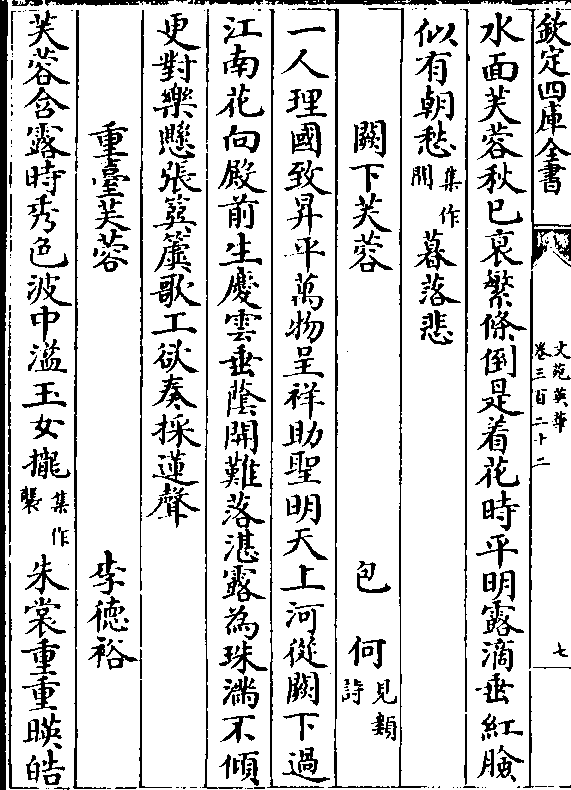 欽定四庫全書
文苑英華
卷三百二十二
七
水面芙蓉秋已衰繁條倒是着花時平明露滴垂紅臉
似有朝愁集作開暮落悲
闕下芙蓉 包何見類詩
一人理國致昇平萬物呈祥助聖明天上河從闕下過
江南花向殿前生慶雲垂蔭開難落湛露為珠滿不傾
更對樂懸張簨簴歌工欲奏採蓮聲
重臺芙蓉 李德裕
芙蓉含露時秀色波中溢玉女擺集作襲朱裳重重暎皓